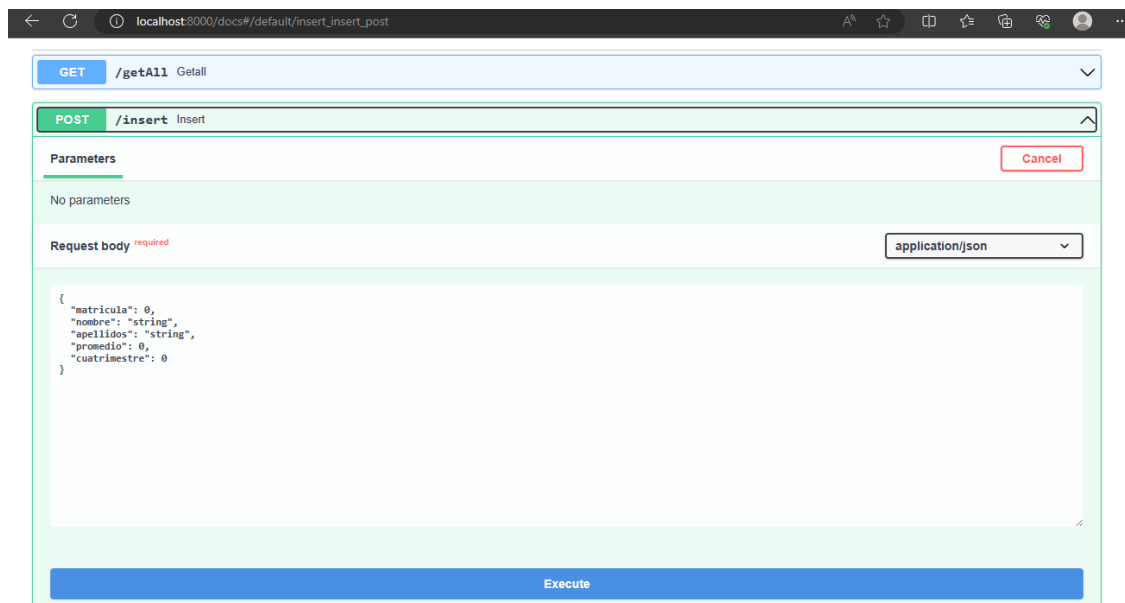 localhost:8000/docs#/default/insert_insert_post
GET /getAll Getall
POST /insert Insert
Parameters Cancel
No parameters
Request body required application/json
{
"matricula": 0,
"nombre": "string",
"apellidos": "string",
"promedio": 0,
"cuatrimestre": 0
}
Execute